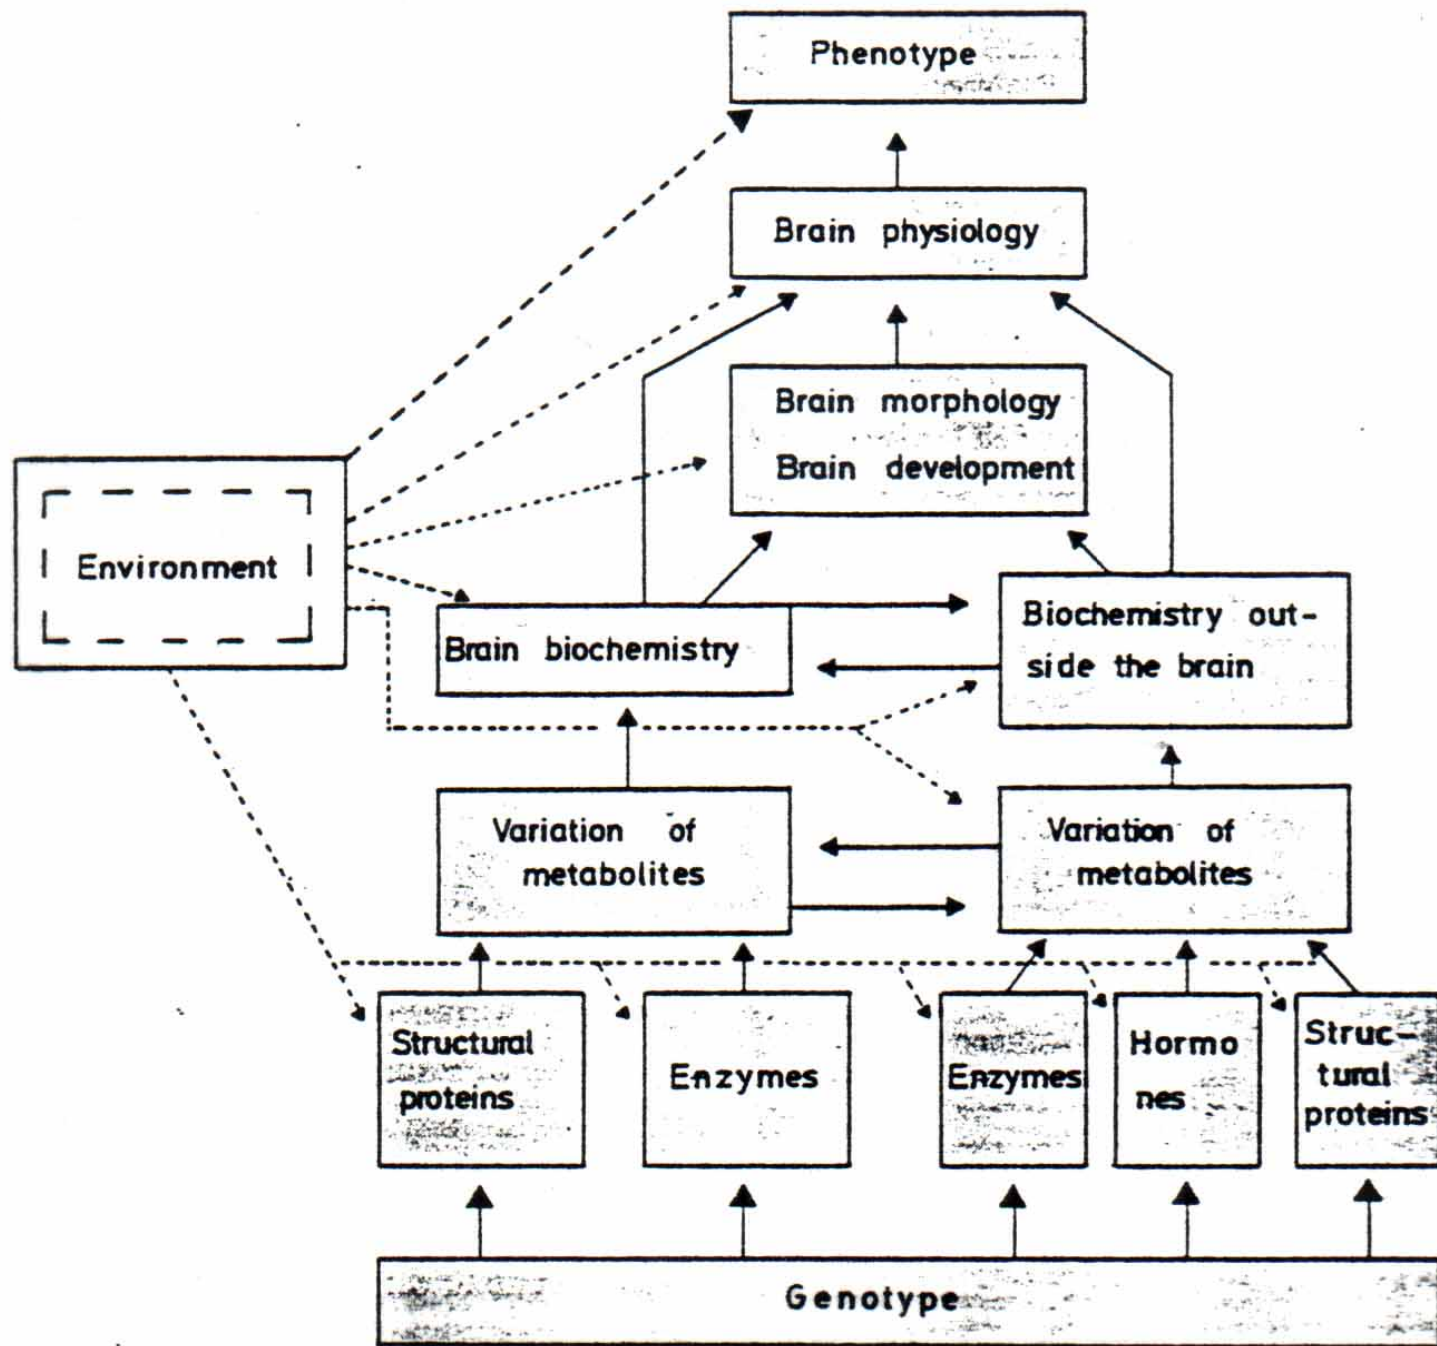 Phenotype
Brain physiology
Brain morphology
Brain development
Environment
Brain biochemistry
Biochemistry out-
side the brain
Variation of
metabolites
Variation of
metabolites
Structural
proteins
Enzymes
Enzymes
Hormo
nes
Struc-
tural
proteins
Genotype